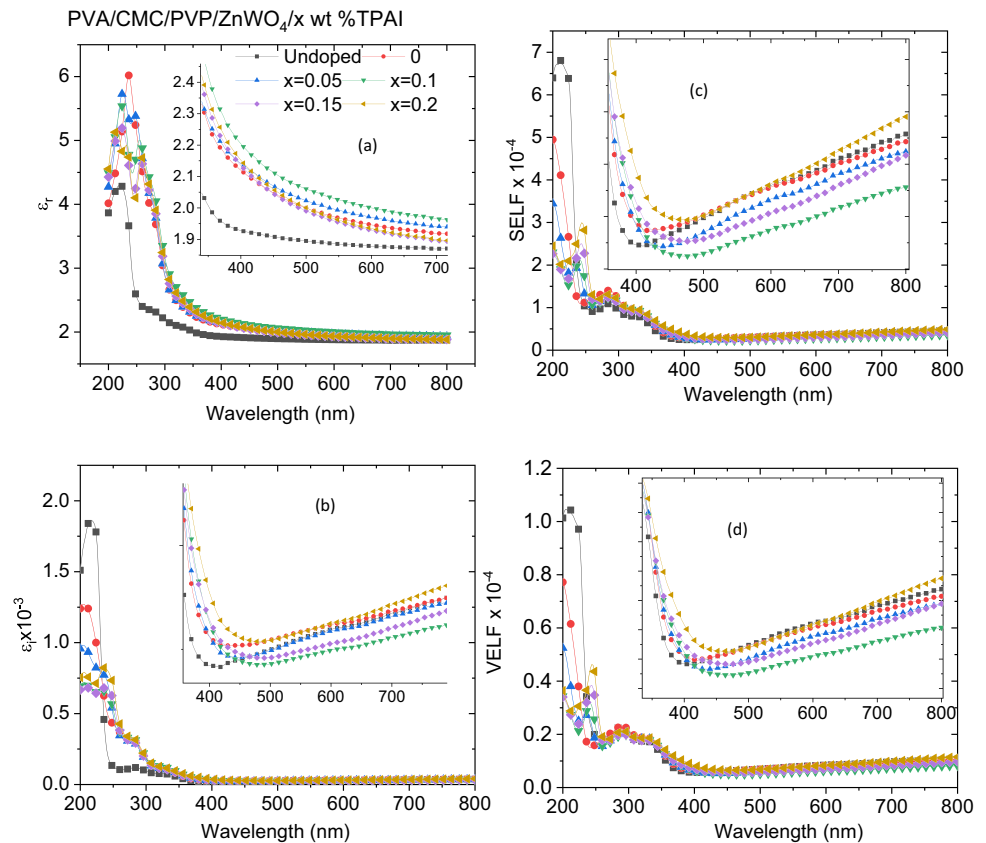 PVA/CMC/PVP/ZnWO₄/x wt %TPAI
Undoped 0
x=0.05 x=0.1
x=0.15 x=0.2
(a)
εr
6
5
4
3
2
2.4
2.3
2.2
2.1
2.0
1.9
400 500 600 700
200 300 400 500 600 700 800
Wavelength (nm)
(c)
SELF x 10⁻⁴
7
6
5
4
3
2
1
0
400 500 600 700 800
200 300 400 500 600 700 800
Wavelength (nm)
(b)
εᵢx10⁻³
2.0
1.5
1.0
0.5
0.0
400 500 600 700
200 300 400 500 600 700 800
Wavelength (nm)
(d)
VELF x 10⁻⁴
1.2
1.0
0.8
0.6
0.4
0.2
0.0
400 500 600 700 800
200 300 400 500 600 700 800
Wavelength (nm)